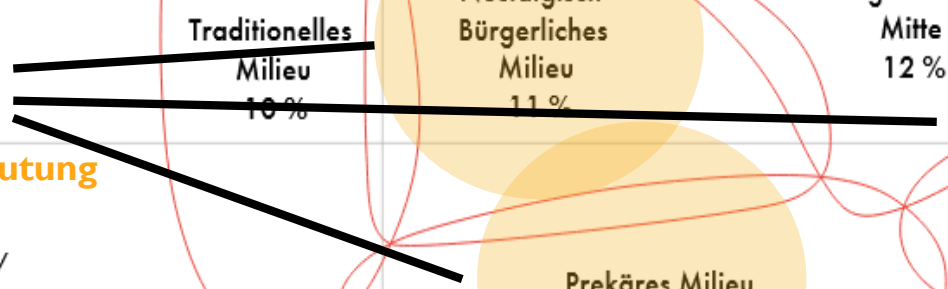 Traditionelles
Milieu
10 %
Bürgerliches
Milieu
11 %
Mitte
12 %
utung
Prekäres Milieu